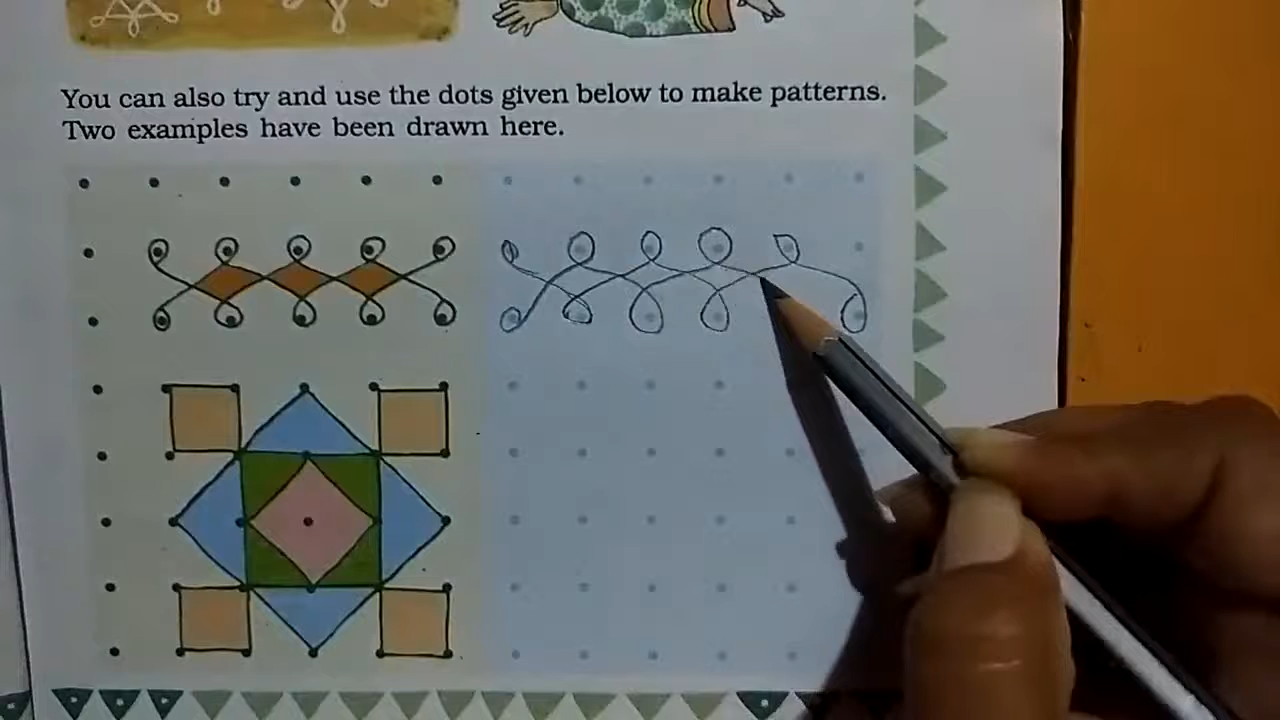 You can also try and use the dots given below to make patterns.
Two examples have been drawn here.